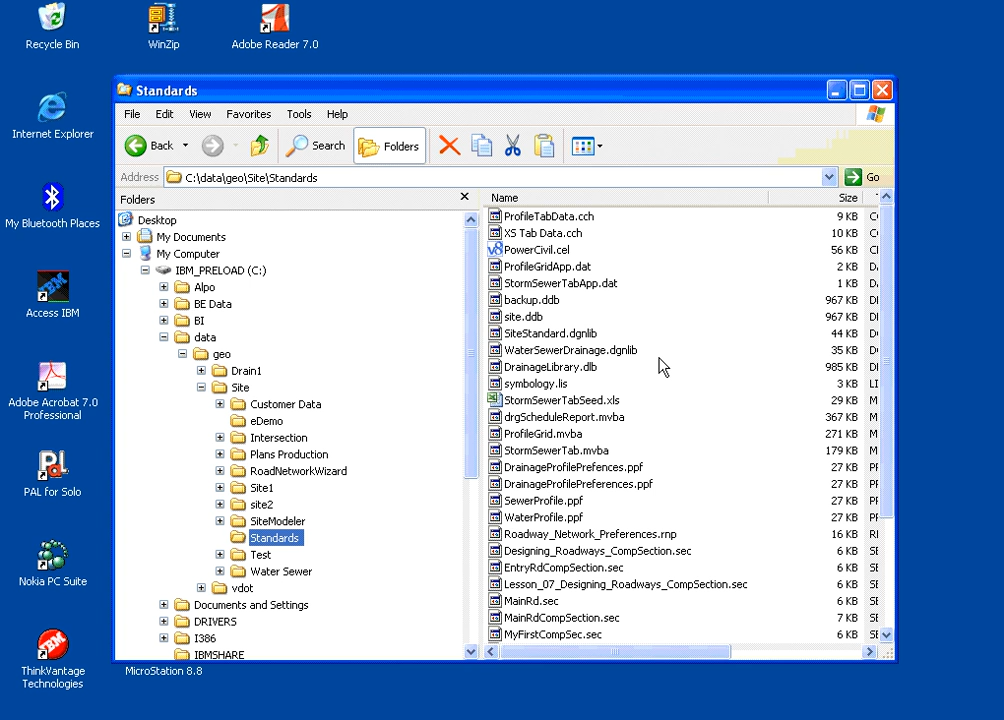 Recycle Bin
WinZip
Adobe Reader 7.0
Internet Explorer
My Bluetooth Places
Access IBM
Adobe Acrobat 7.0
Professional
PAL for Solo
Nokia PC Suite
ThinkVantage
Technologies
MicroStation 8.8
Standards
File Edit View Favorites Tools Help
Back Search Folders
Address C:\data\geo\Site\Standards Go
Folders
Desktop
My Documents
My Computer
IBM_PRELOAD (C:)
Alpo
BE Data
BI
data
geo
Drain1
Site
Customer Data
eDemo
Intersection
Plans Production
RoadNetworkWizard
Site1
site2
SiteModeler
Standards
Test
Water Sewer
vdot
Documents and Settings
DRIVERS
I386
IBMSHARE
Name Size
ProfileTabData.cch 9 KB
XS Tab Data.cch 10 KB
PowerCivil.cel 56 KB
ProfileGridApp.dat 2 KB
StormSewerTabApp.dat 1 KB
backup.ddb 967 KB
site.ddb 967 KB
SiteStandard.dgnlib 44 KB
WaterSewerDrainage.dgnlib 35 KB
DrainageLibrary.dlb 985 KB
symbology.lis 3 KB
StormSewerTabSeed.xls 29 KB
drgScheduleReport.mvba 367 KB
ProfileGrid.mvba 271 KB
StormSewerTab.mvba 179 KB
DrainageProfilePrefences.ppf 27 KB
DrainageProfilePreferences.ppf 27 KB
SewerProfile.ppf 27 KB
WaterProfile.ppf 27 KB
Roadway_Network_Preferences.rnp 16 KB
Designing_Roadways_CompSection.sec 6 KB
EntryRdCompSection.sec 6 KB
Lesson_07_Designing_Roadways_CompSection.sec 6 KB
MainRd.sec 6 KB
MainRdCompSection.sec 7 KB
MyFirstCompSec.sec 6 KB